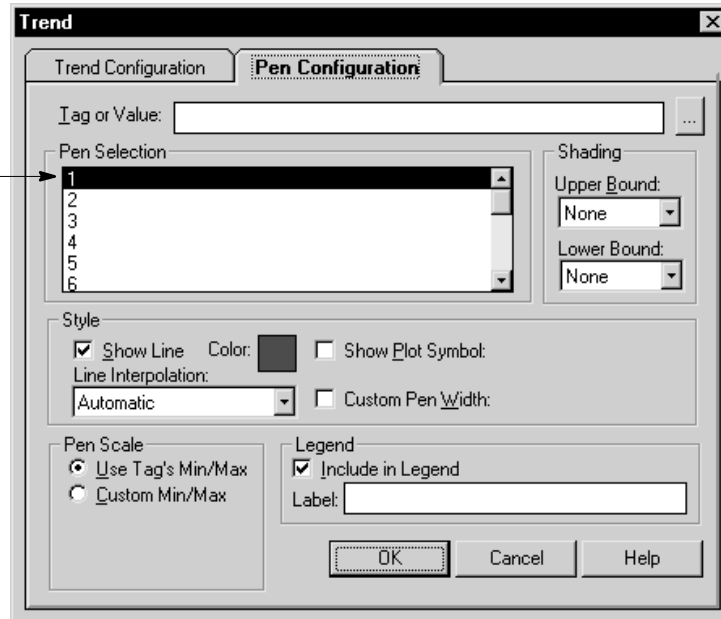 Trend
Trend Configuration
Pen Configuration
Tag or Value:
...
Pen Selection
1
2
3
4
5
6
Shading
Upper Bound:
None
Lower Bound:
None
Style
Show Line Color: Show Plot Symbol:
Line Interpolation:
Automatic
Custom Pen Width:
Pen Scale
Use Tag's Min/Max
Custom Min/Max
Legend
Include in Legend
Label:
OK Cancel Help